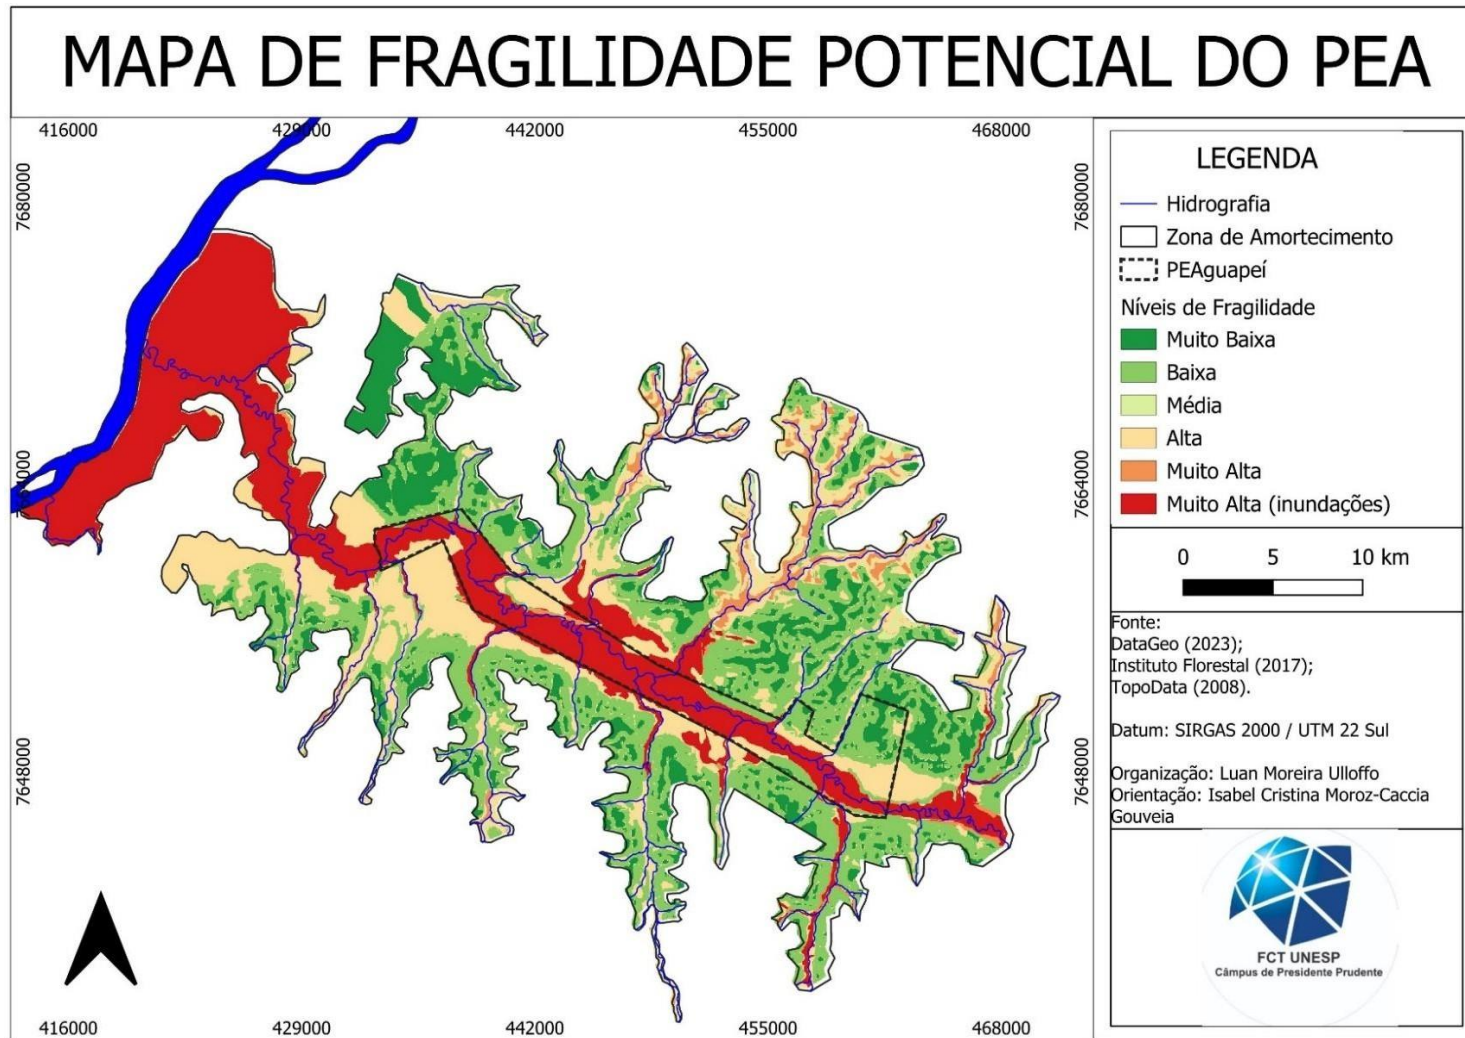 MAPA DE FRAGILIDADE POTENCIAL DO PEA
416000 429000 442000 455000 468000
7680000
7680000
7664000
7648000
7648000
416000 429000 442000 455000 468000
LEGENDA
Hidrografia
Zona de Amortecimento
PEAguapeí
Níveis de Fragilidade
Muito Baixa
Baixa
Média
Alta
Muito Alta
Muito Alta (inundações)
0 5 10 km
Fonte:
DataGeo (2023);
Instituto Florestal (2017);
TopoData (2008).
Datum: SIRGAS 2000 / UTM 22 Sul
Organização: Luan Moreira Ulloffo
Orientação: Isabel Cristina Moroz-Caccia
Gouveia
FCT UNESP
Câmpus de Presidente Prudente